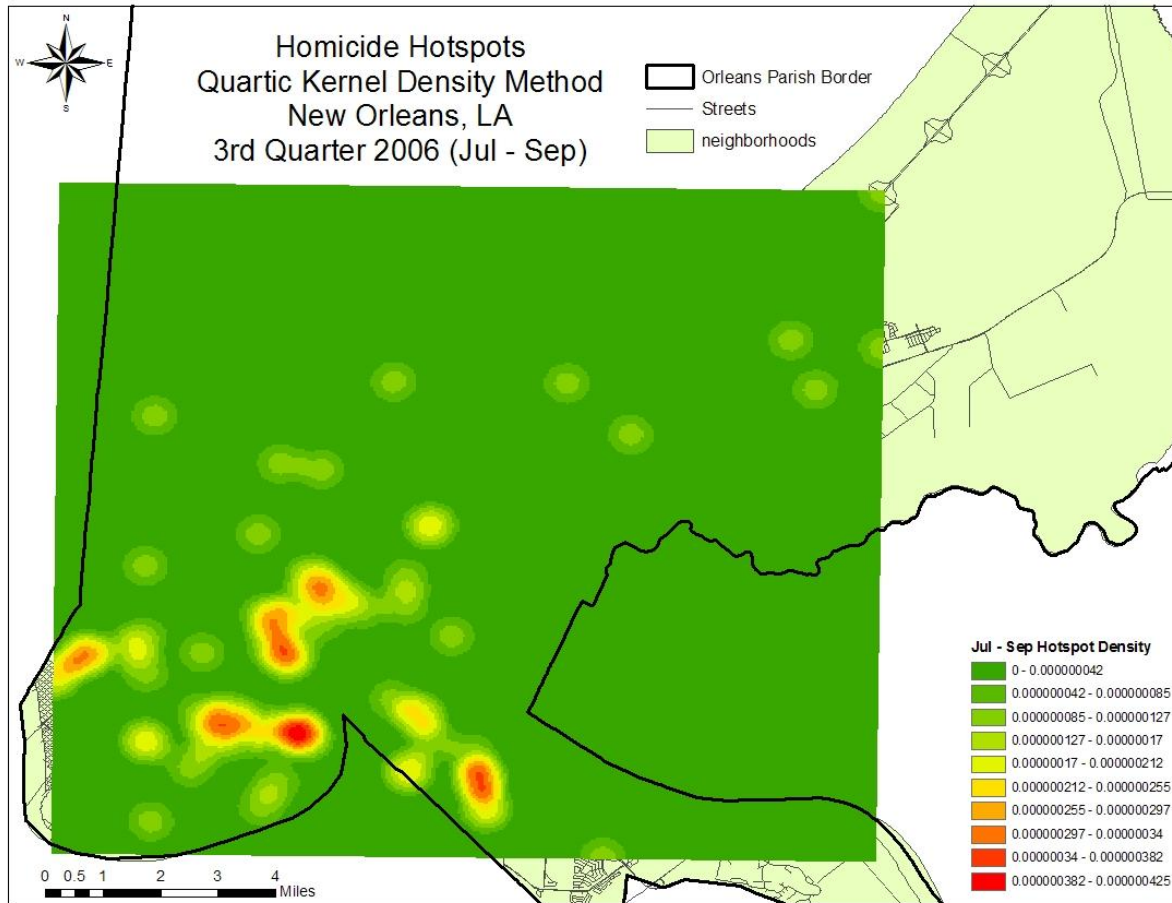 N
W E
S
Homicide Hotspots
Quartic Kernel Density Method
New Orleans, LA
3rd Quarter 2006 (Jul - Sep)
Orleans Parish Border
Streets
neighborhoods
Jul - Sep Hotspot Density
0 - 0.000000042
0.000000042 - 0.000000085
0.000000085 - 0.000000127
0.000000127 - 0.00000017
0.00000017 - 0.000000212
0.000000212 - 0.000000255
0.000000255 - 0.000000297
0.000000297 - 0.00000034
0.00000034 - 0.000000382
0.000000382 - 0.000000425
0 0.5 1 2 3 4
Miles